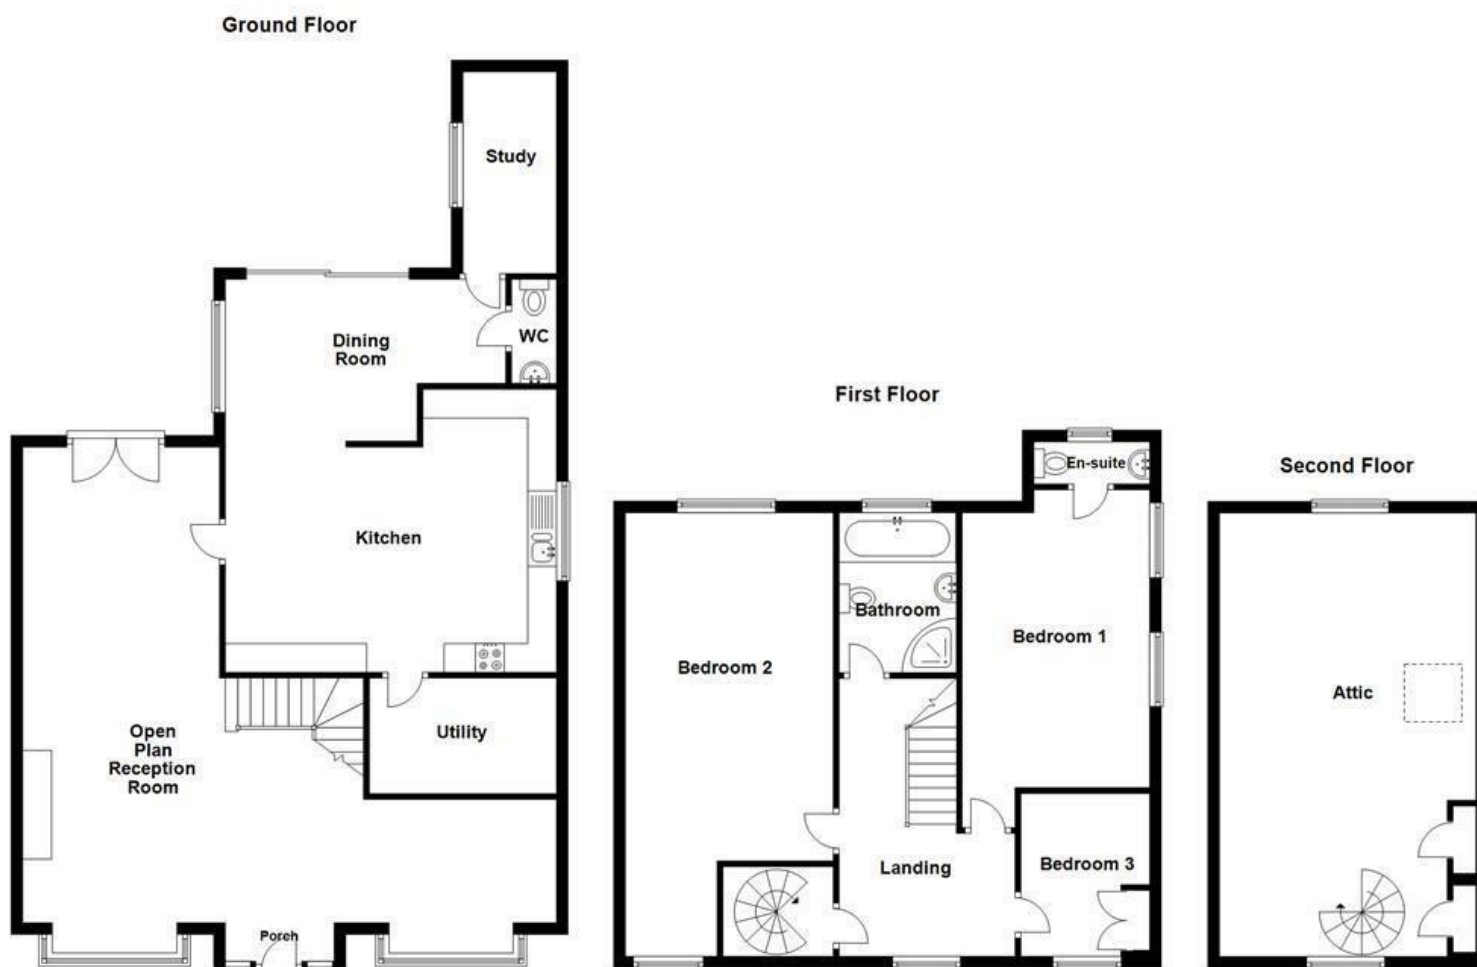 Ground Floor
Study
Dining
Room
WC
Kitchen
Utility
Open
Plan
Reception
Room
Porch
First Floor
En-suite
Bathroom
Bedroom 1
Bedroom 2
Landing
Bedroom 3
Second Floor
Attic